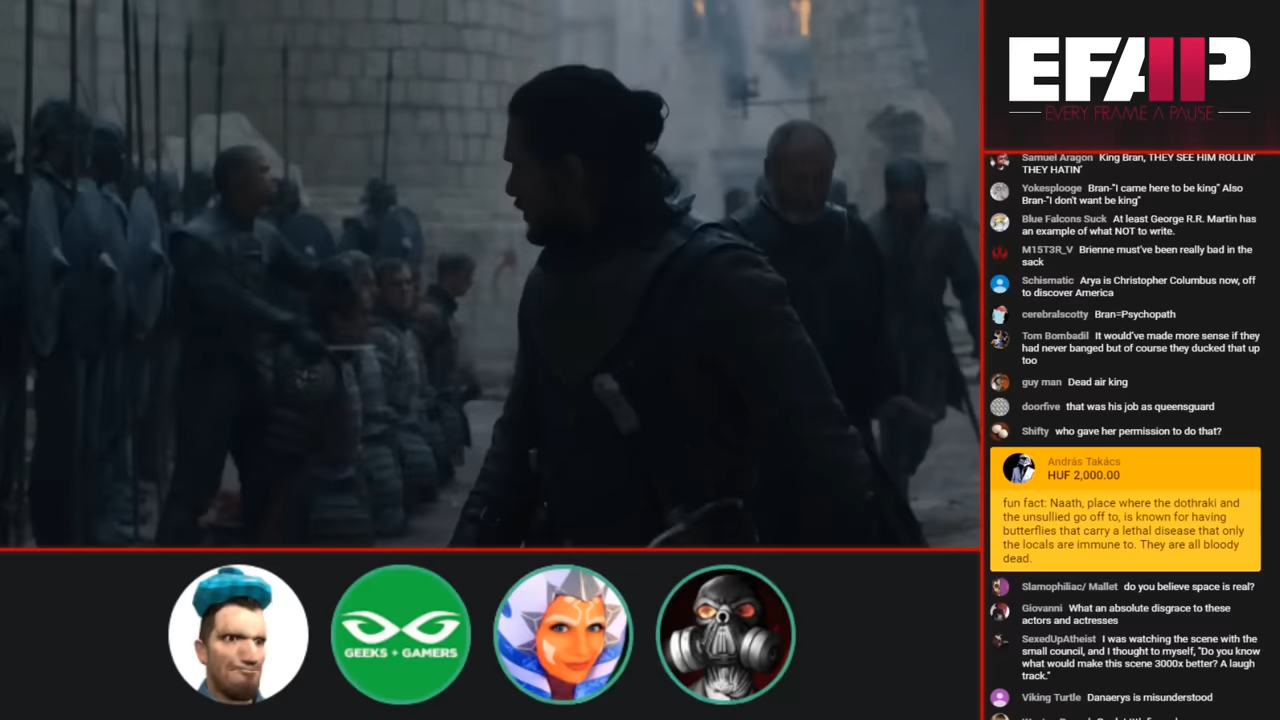 EFAP
EVERY FRAME A PAUSE
Samuel Aragon King Bran, THEY SEE HIM ROLLIN'
THEY HATIN'
Yokesplooge Bran-"I came here to be king" Also
Bran-"I don't want be king"
Blue Falcons Suck At least George R.R. Martin has
an example of what NOT to write.
M15T3R_V Brienne must've been really bad in the
sack
Schismatic Arya is Christopher Columbus now, off
to discover America
cerebralscotty Bran=Psychopath
Tom Bombadil It would've made more sense if they
had never banged but of course they ducked that up
too
guy man Dead air king
doorfive that was his job as queensguard
Shifty who gave her permission to do that?
András Takács
HUF 2,000.00
fun fact: Naath, place where the dothraki and
the unsullied go off to, is known for having
butterflies that carry a lethal disease that only
the locals are immune to. They are all bloody
dead.
Slamophiliac/ Mallet do you believe space is real?
Giovanni What an absolute disgrace to these
actors and actresses
SexedUpAtheist I was watching the scene with the
small council, and I thought to myself, "Do you know
what would make this scene 3000x better? A laugh
track."
Viking Turtle Danaerys is misunderstood
GEEKS + GAMERS